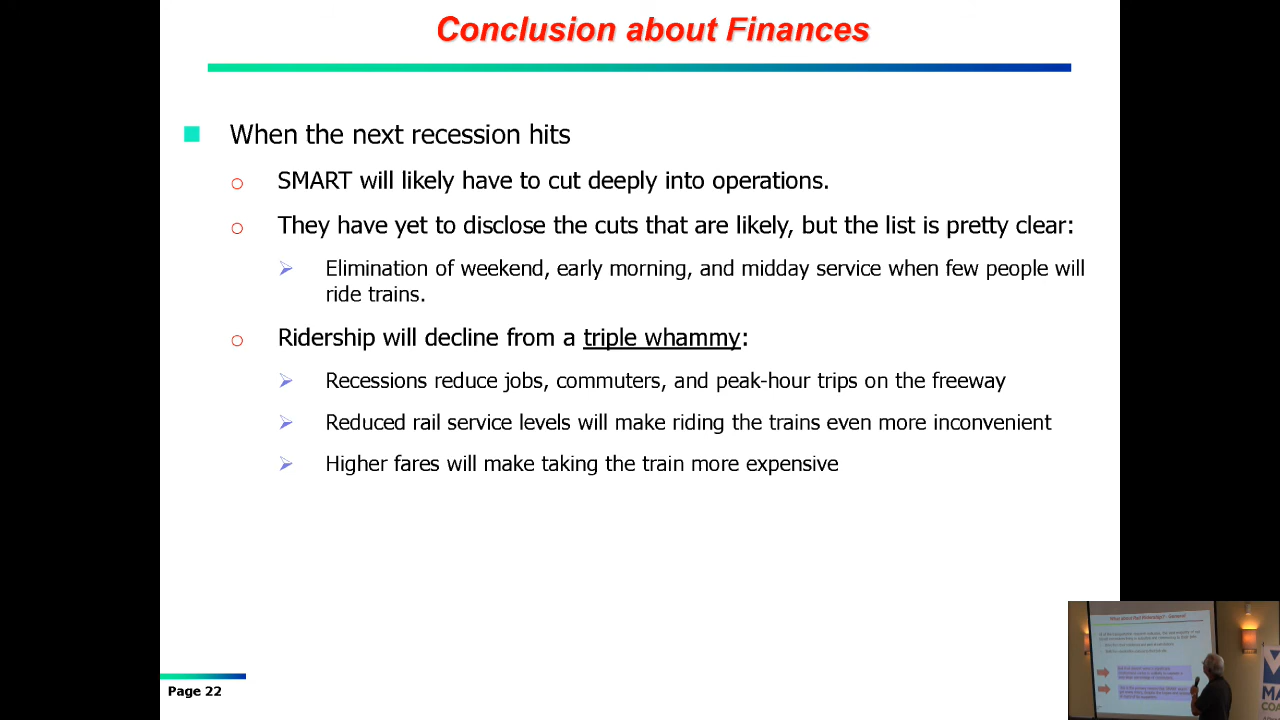 Conclusion about Finances
When the next recession hits
SMART will likely have to cut deeply into operations.
They have yet to disclose the cuts that are likely, but the list is pretty clear:
Elimination of weekend, early morning, and midday service when few people will
ride trains.
Ridership will decline from a triple whammy:
Recessions reduce jobs, commuters, and peak-hour trips on the freeway
Reduced rail service levels will make riding the trains even more inconvenient
Higher fares will make taking the train more expensive
Page 22
MA
COA